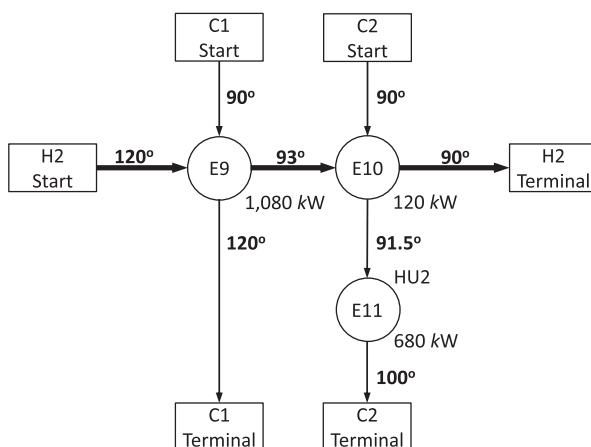 C1
Start
C2
Start
90°
90°
H2
Start
120°
E9
93°
E10
90°
H2
Terminal
1,080 kW
120 kW
120°
91.5°
HU2
E11
680 kW
100°
C1
Terminal
C2
Terminal